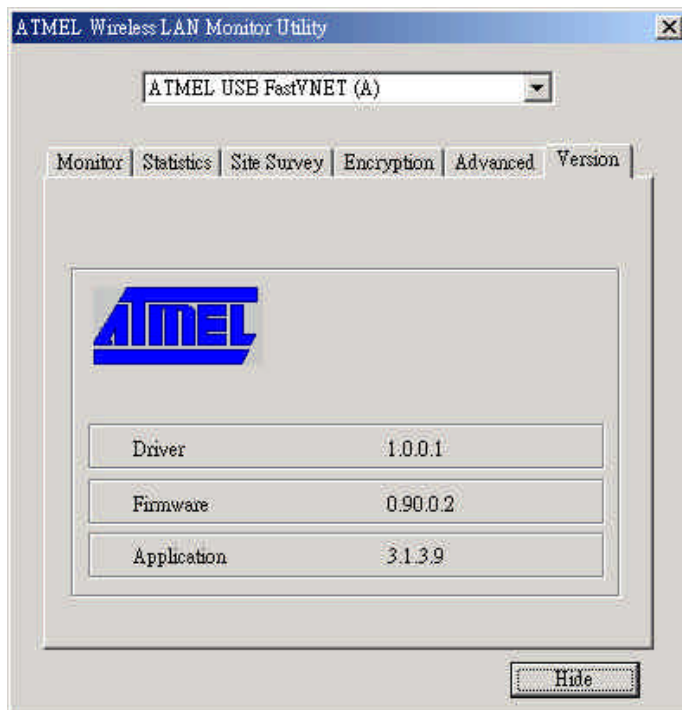 ATMEL Wireless LAN Monitor Utility
ATMEL USB FastVNET (A)
Monitor Statistics Site Survey Encryption Advanced Version
ATMEL
Driver 1.0.0.1
Firmware 0.90.0.2
Application 3.1.3.9
Hide